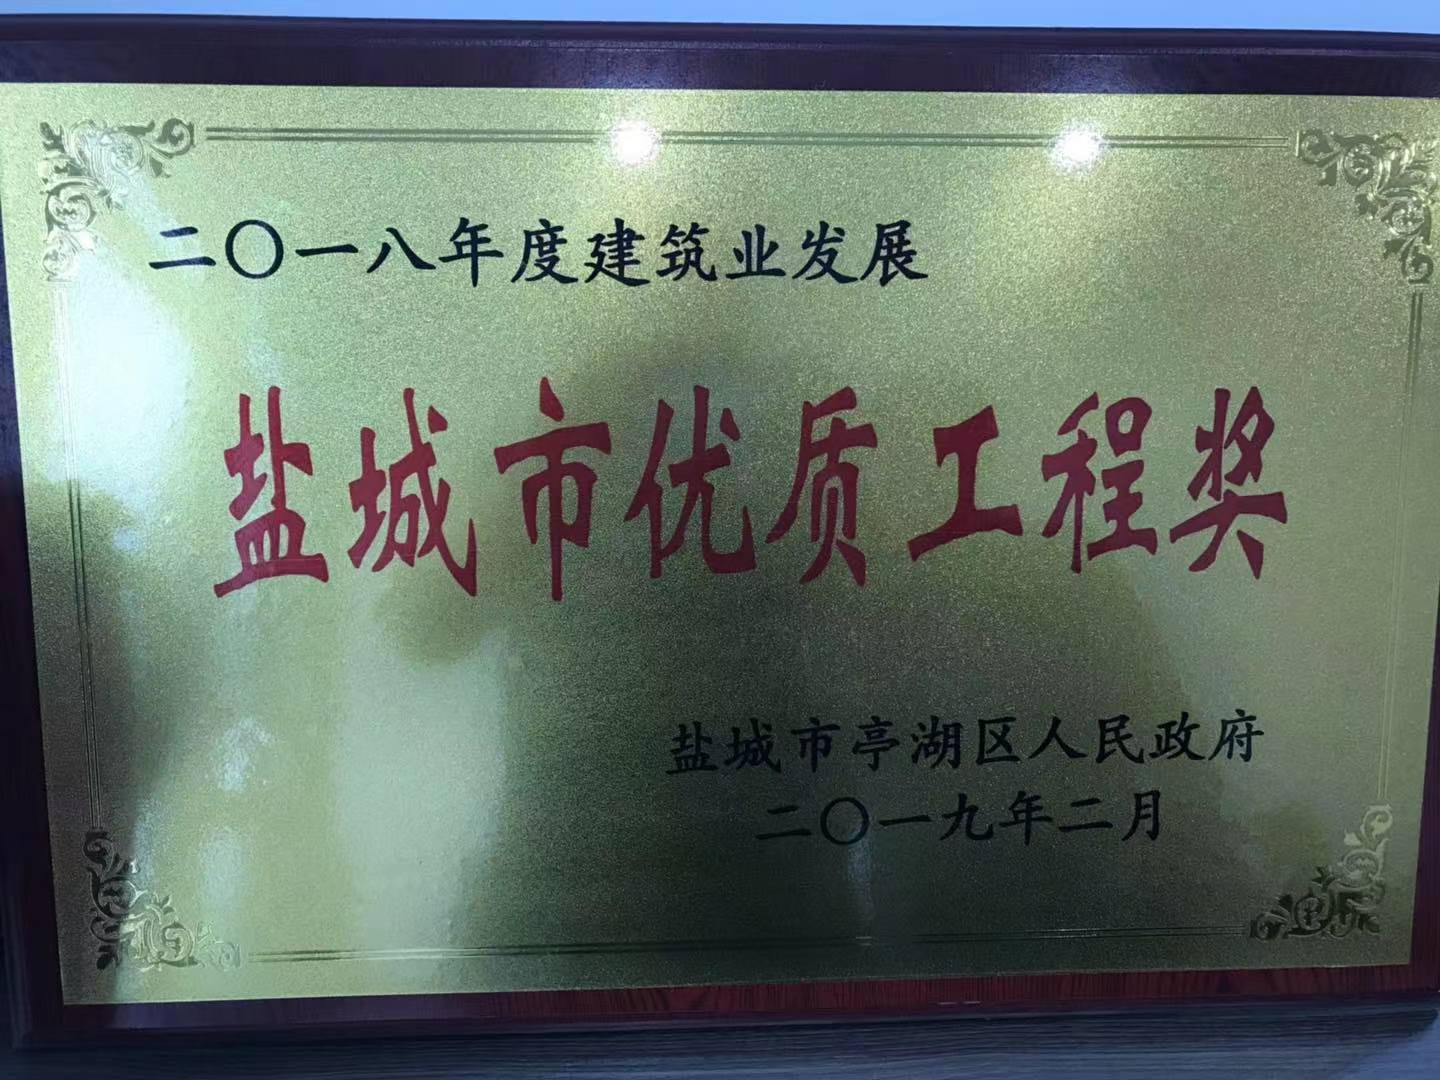 二〇一八年度建筑业发展
盐城市优质工程奖
盐城市亭湖区人民政府
二〇一九年二月